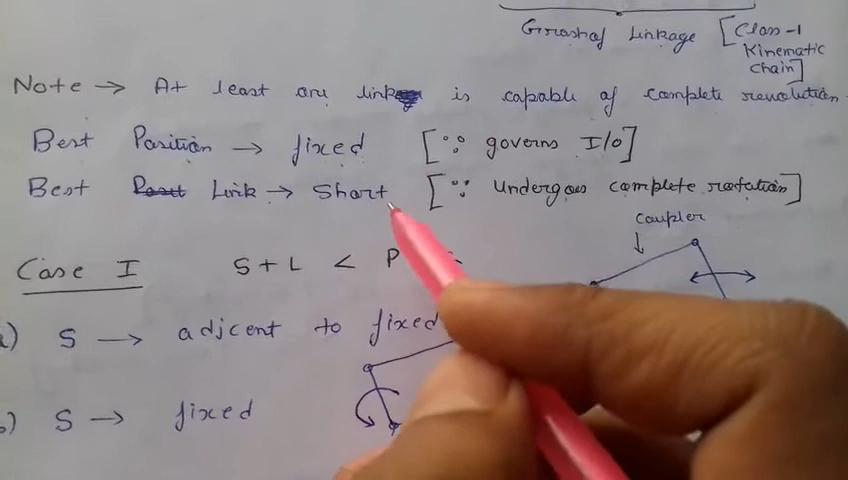 Grashof Linkage [Class-1
Kinematic
Chain]
Note → At least one link is capable of complete revolution.
Best Position → fixed [∵ governs I/O]
Best Link → Short [∵ Undergoes complete rotation]
coupler
Case I S + L < P
a) S → adjcent to fixed
b) S → fixed